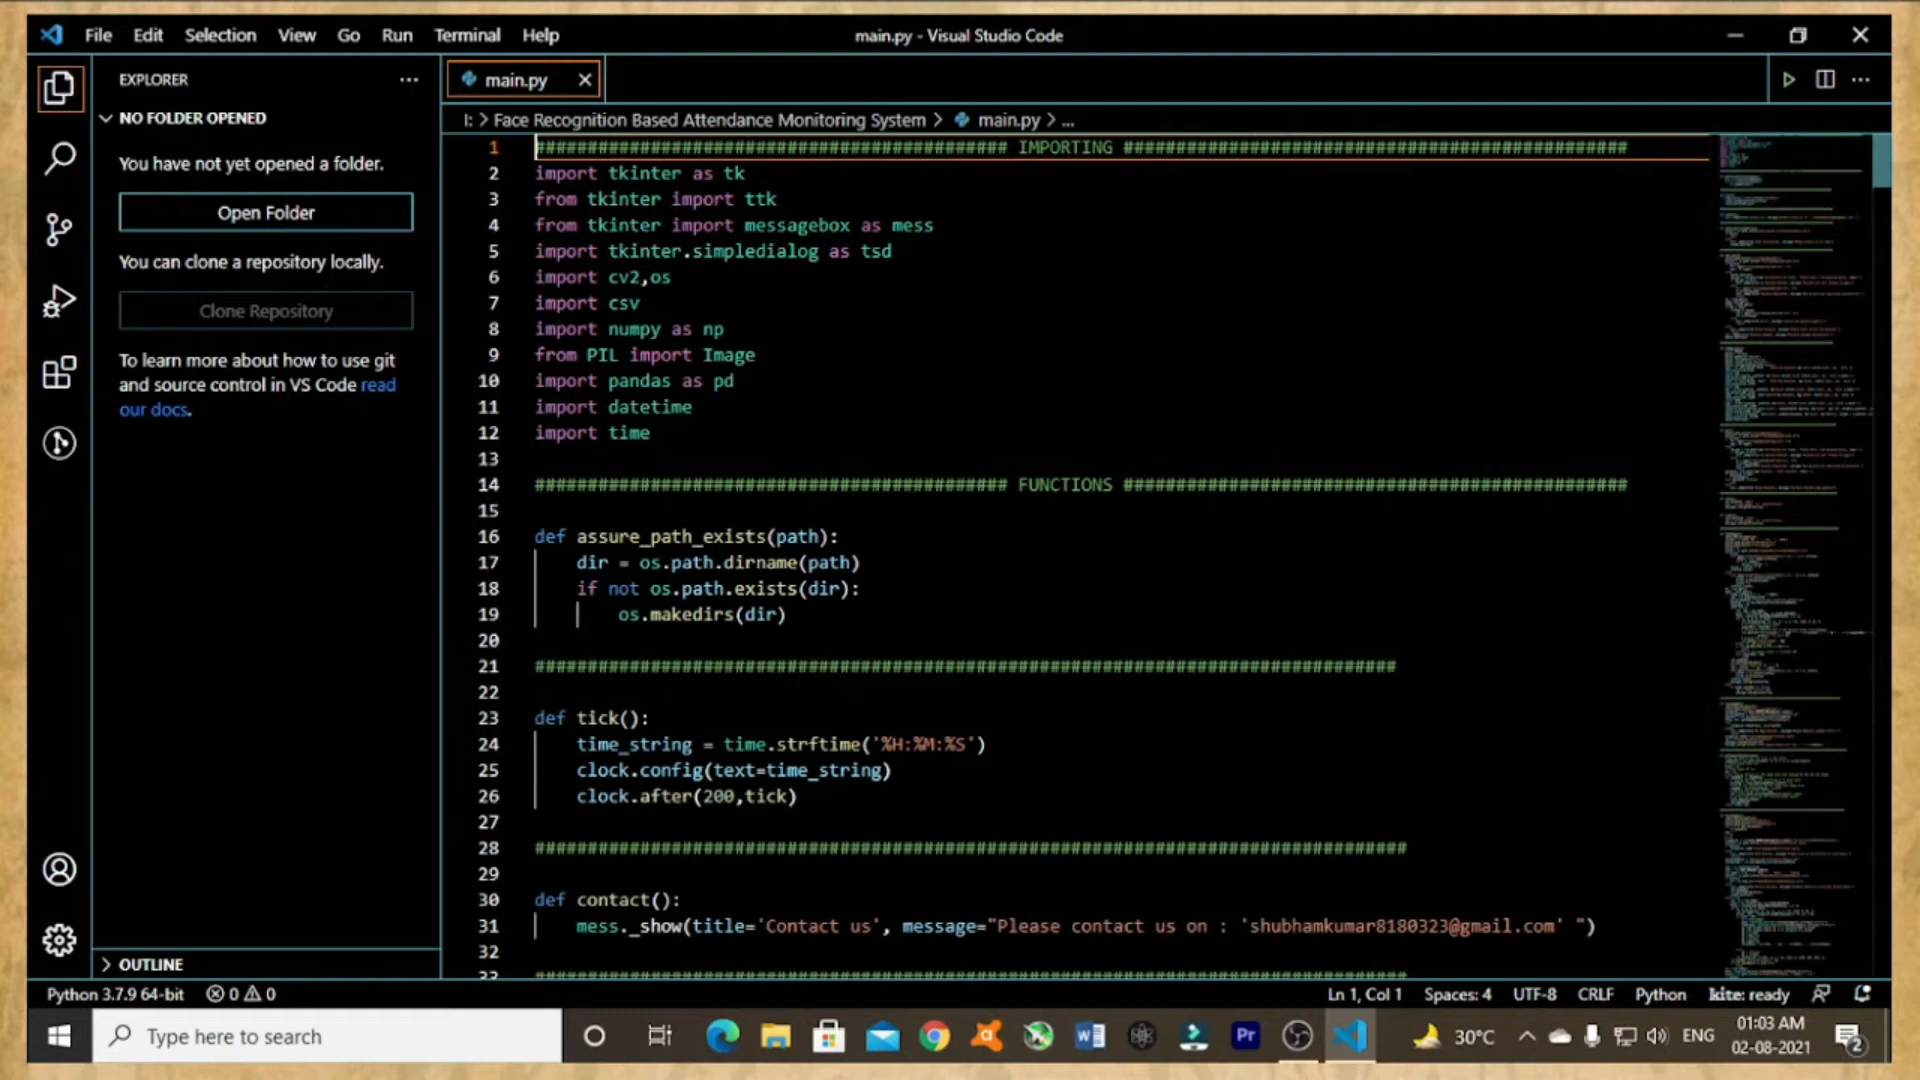 File Edit Selection View Go Run Terminal Help
main.py - Visual Studio Code
EXPLORER
NO FOLDER OPENED
You have not yet opened a folder.
Open Folder
You can clone a repository locally.
Clone Repository
To learn more about how to use git
and source control in VS Code read
our docs.
OUTLINE
main.py
I: > Face Recognition Based Attendance Monitoring System > main.py > ...
1 ############################################# IMPORTING ################################################
2 import tkinter as tk
3 from tkinter import ttk
4 from tkinter import messagebox as mess
5 import tkinter.simpledialog as tsd
6 import cv2,os
7 import csv
8 import numpy as np
9 from PIL import Image
10 import pandas as pd
11 import datetime
12 import time
13
14 ############################################# FUNCTIONS ################################################
15
16 def assure_path_exists(path):
17 dir = os.path.dirname(path)
18 if not os.path.exists(dir):
19 os.makedirs(dir)
20
21 ##################################################################################
22
23 def tick():
24 time_string = time.strftime('%H:%M:%S')
25 clock.config(text=time_string)
26 clock.after(200,tick)
27
28 ###################################################################################
29
30 def contact():
31 mess._show(title='Contact us', message="Please contact us on : 'shubhamkumar8180323@gmail.com' ")
32
33 ###################################################################################
Python 3.7.9 64-bit 0 0 Ln 1, Col 1 Spaces: 4 UTF-8 CRLF Python kite: ready
Type here to search
30°C
ENG
01:03 AM
02-08-2021
2